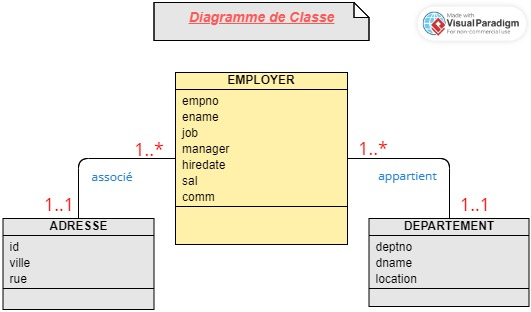 Diagramme de Classe
Made with
Visual Paradigm
For non-commercial use
EMPLOYER
empno
ename
job
manager
hiredate
sal
comm
1..*
1..*
associé
appartient
1..1
1..1
ADRESSE
id
ville
rue
DEPARTEMENT
deptno
dname
location